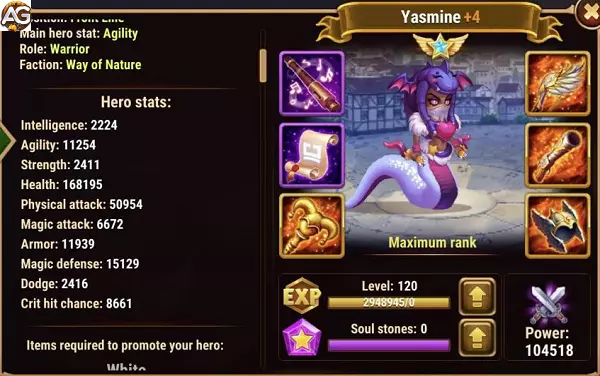 AG
Position: Front Line
Main hero stat: Agility
Role: Warrior
Faction: Way of Nature
Hero stats:
Intelligence: 2224
Agility: 11254
Strength: 2411
Health: 168195
Physical attack: 50954
Magic attack: 6672
Armor: 11939
Magic defense: 15129
Dodge: 2416
Crit hit chance: 8661
Items required to promote your hero:
White
Yasmine +4
Maximum rank
EXP
Level: 120
2948945/0
Soul stones: 0
Power:
104518